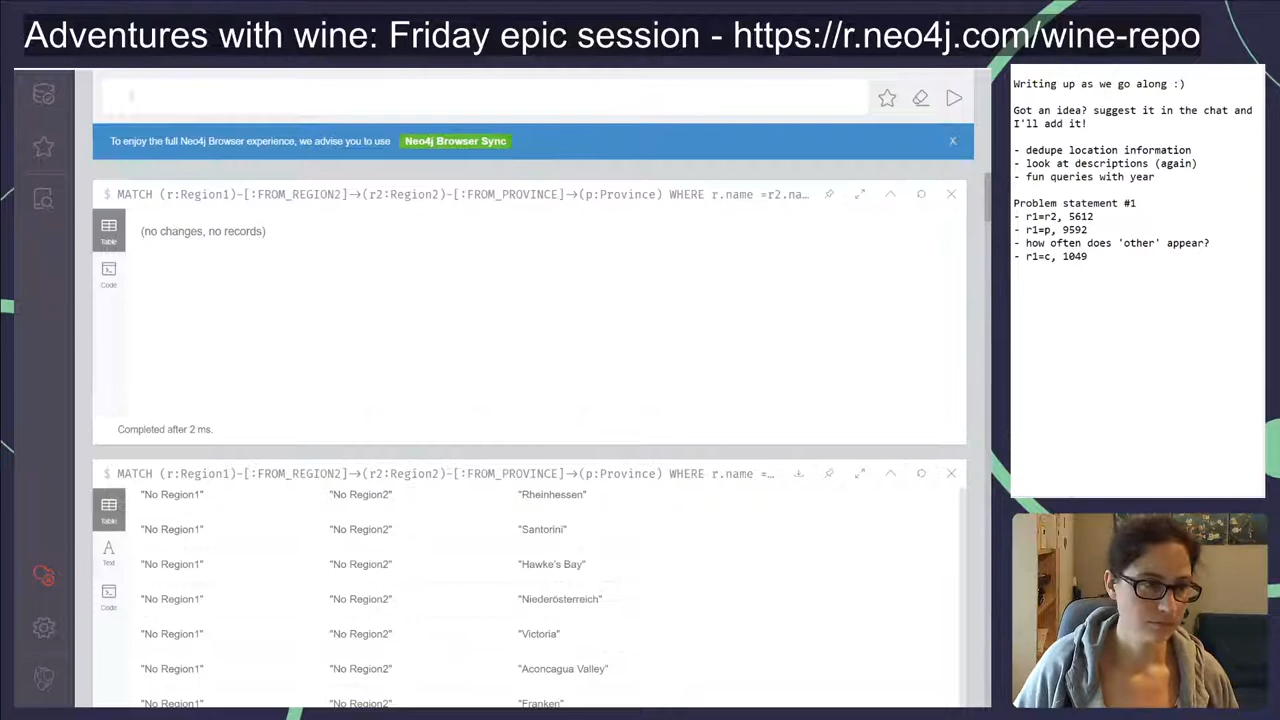 Adventures with wine: Friday epic session - https://r.neo4j.com/wine-repo
To enjoy the full Neo4j Browser experience, we advise you to use Neo4j Browser Sync X
$ MATCH (r:Region1)-[:FROM_REGION2]→(r2:Region2)-[:FROM_PROVINCE]→(p:Province) WHERE r.name =r2.na…
Table
(no changes, no records)
Code
Completed after 2 ms.
$ MATCH (r:Region1)-[:FROM_REGION2]→(r2:Region2)-[:FROM_PROVINCE]→(p:Province) WHERE r.name =…
Table
A
Text
Code
"No Region1" "No Region2" "Rheinhessen"
"No Region1" "No Region2" "Santorini"
"No Region1" "No Region2" "Hawke's Bay"
"No Region1" "No Region2" "Niederösterreich"
"No Region1" "No Region2" "Victoria"
"No Region1" "No Region2" "Aconcagua Valley"
"No Region1" "No Region2" "Franken"
Writing up as we go along :)
Got an idea? suggest it in the chat and
I'll add it!
- dedupe location information
- look at descriptions (again)
- fun queries with year
Problem statement #1
- r1=r2, 5612
- r1=p, 9592
- how often does 'other' appear?
- r1=c, 1049